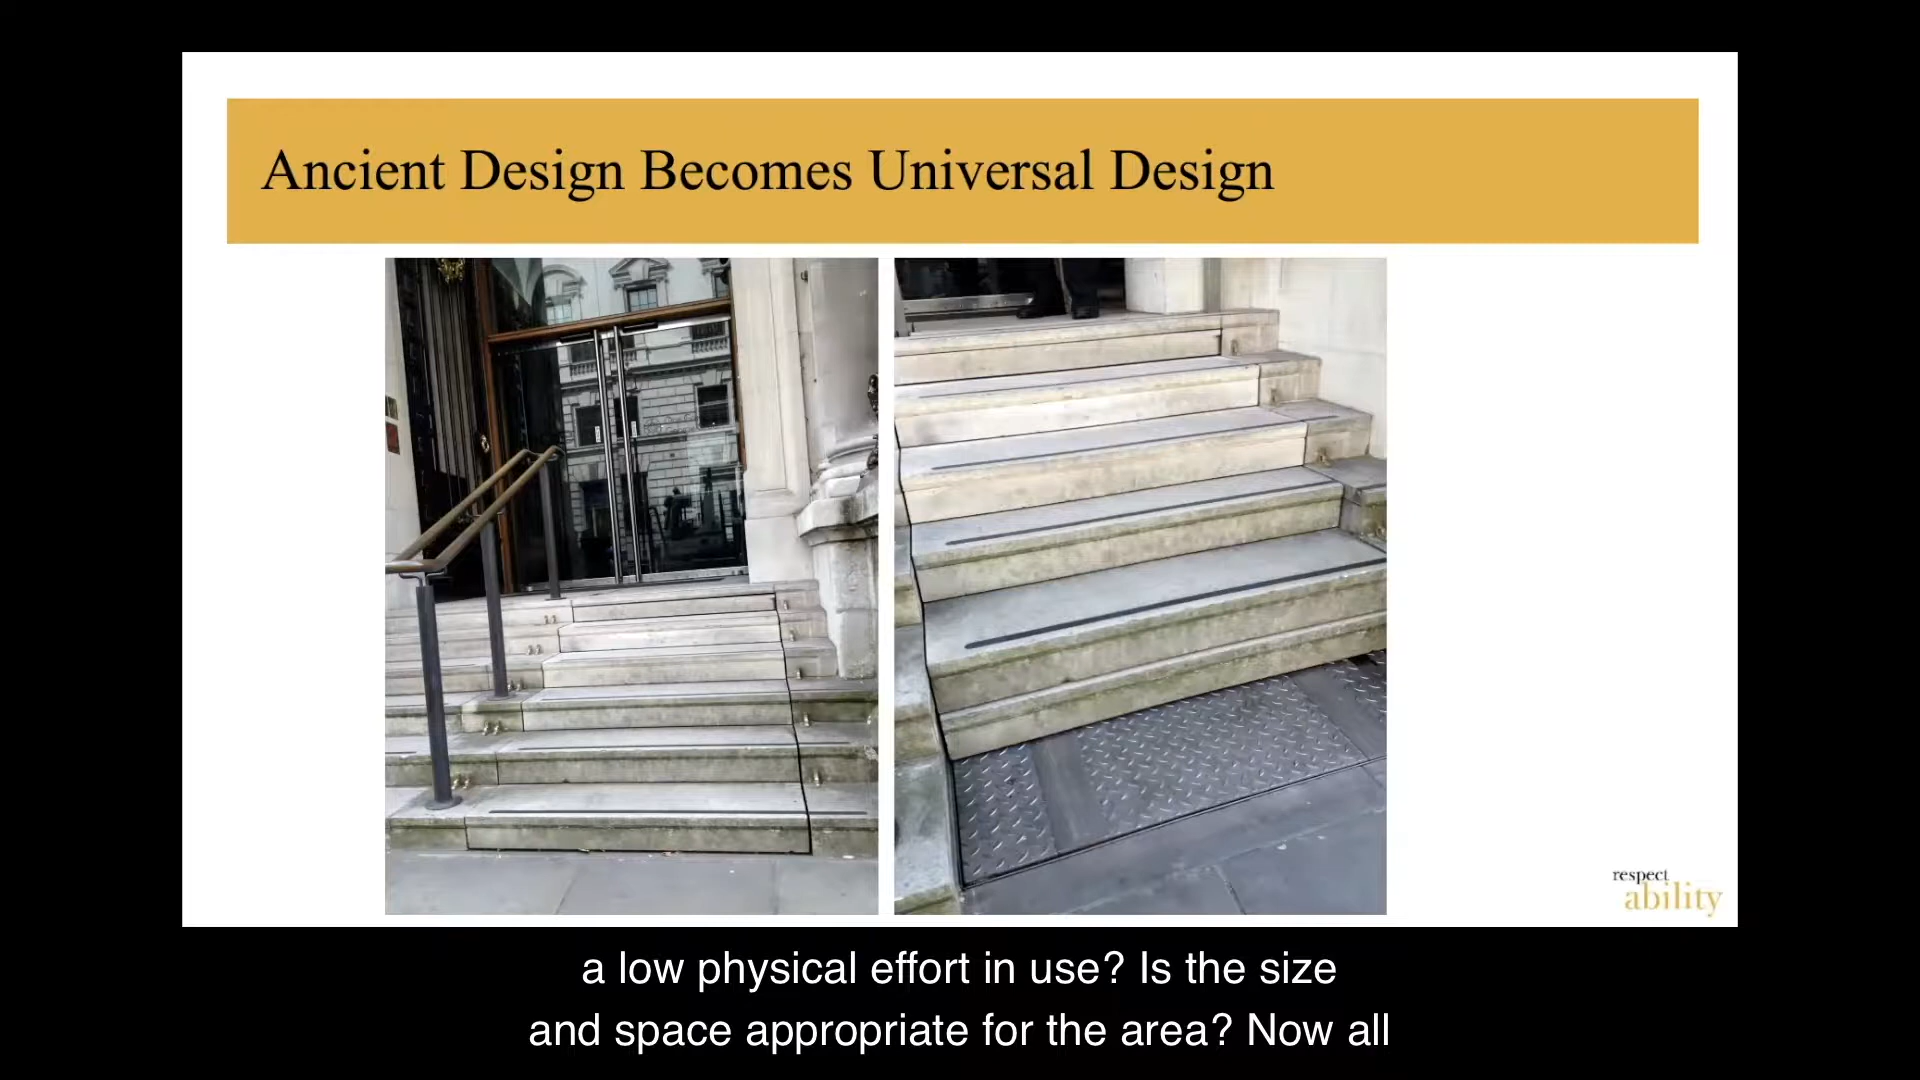 Ancient Design Becomes Universal Design
respect
ability
a low physical effort in use? Is the size
and space appropriate for the area? Now all